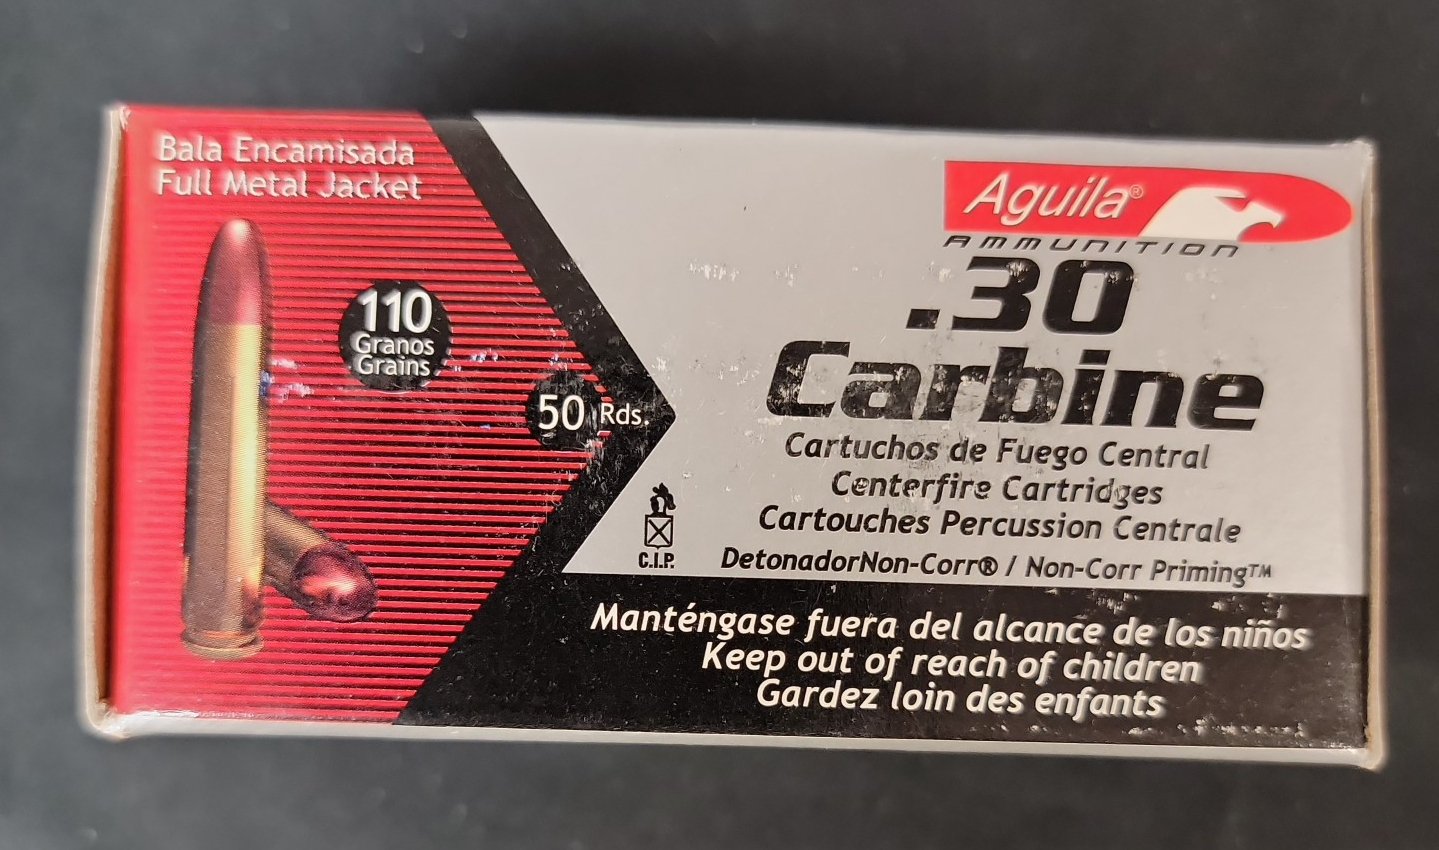 Bala Encamisada
Full Metal Jacket
110
Granos
Grains
50 Rds.
Aguila®
AMMUNITION
.30
Carbine
Cartuchos de Fuego Central
Centerfire Cartridges
Cartouches Percussion Centrale
C.I.P.
DetonadorNon-Corr® / Non-Corr Priming™
Manténgase fuera del alcance de los niños
Keep out of reach of children
Gardez loin des enfants